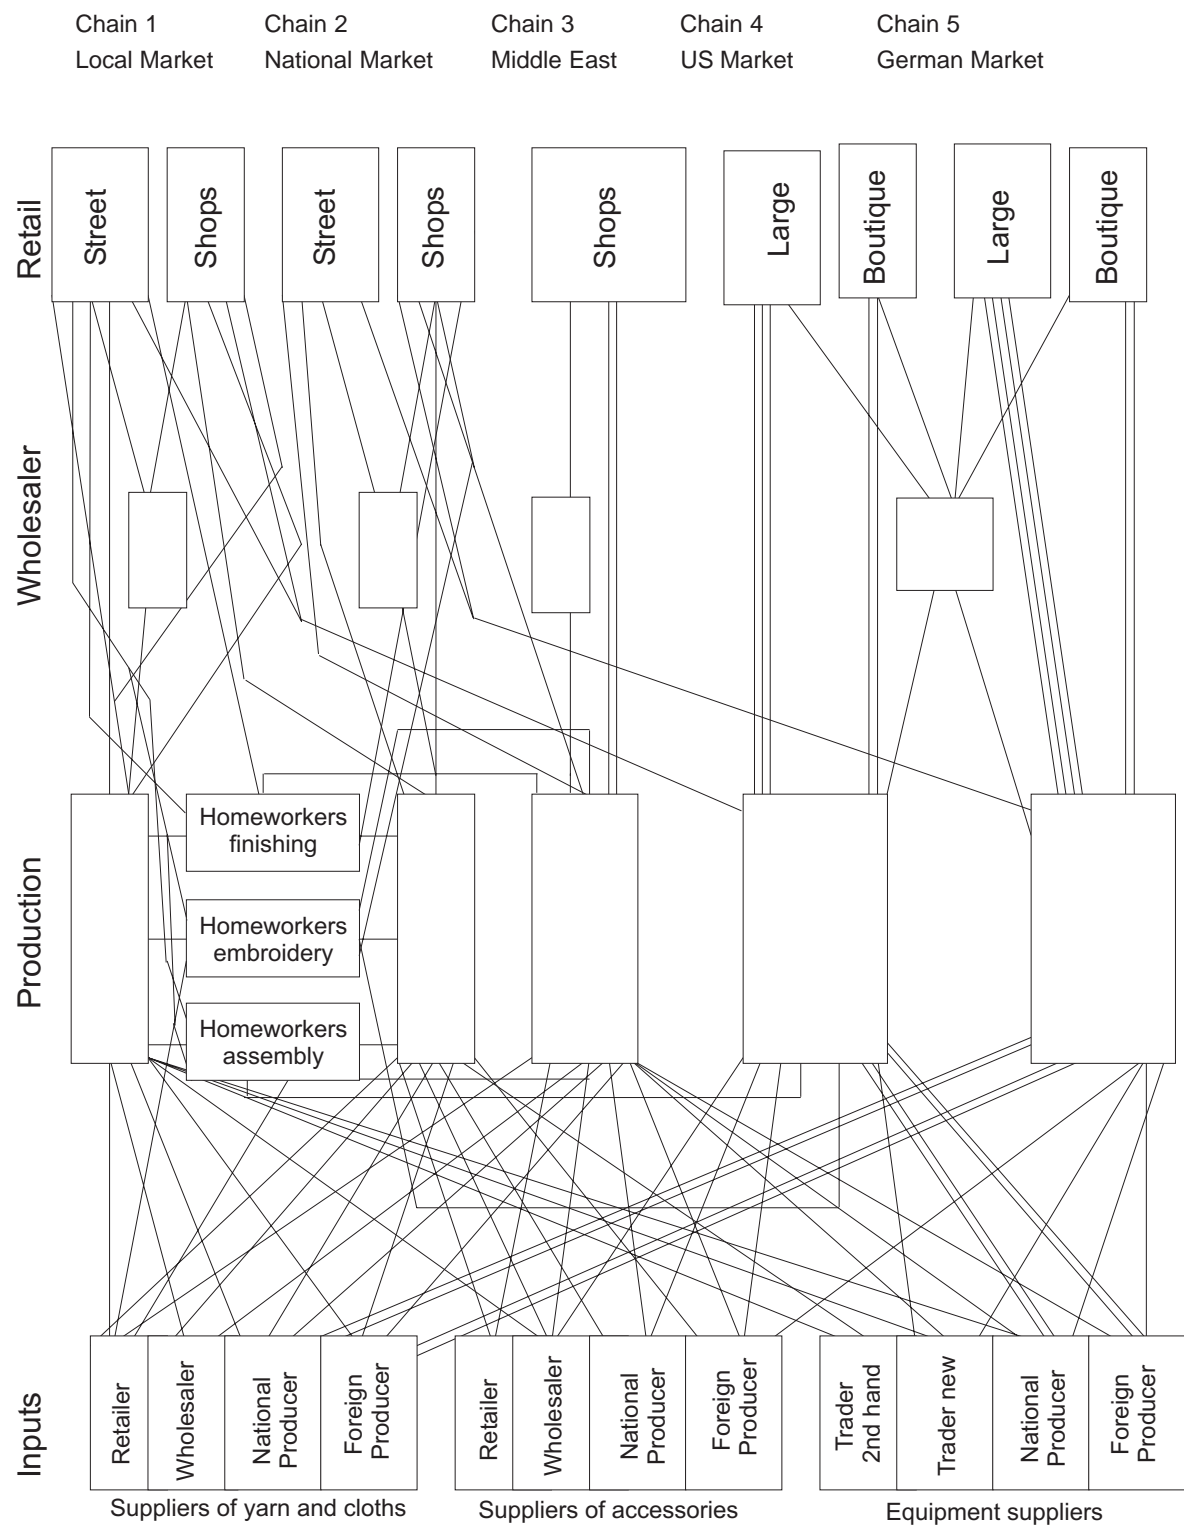 Chain 1
Chain 2
Chain 3
Chain 4
Chain 5
Local Market
National Market
Middle East
US Market
German Market
Retail
Street
Shops
Street
Shops
Shops
Large
Boutique
Large
Boutique
Wholesaler
Production
Homeworkers
finishing
Homeworkers
embroidery
Homeworkers
assembly
Inputs
Retailer
Wholesaler
National
Producer
Foreign
Producer
Retailer
Wholesaler
National
Producer
Foreign
Producer
Trader
2nd hand
Trader new
National
Producer
Foreign
Producer
Suppliers of yarn and cloths
Suppliers of accessories
Equipment suppliers